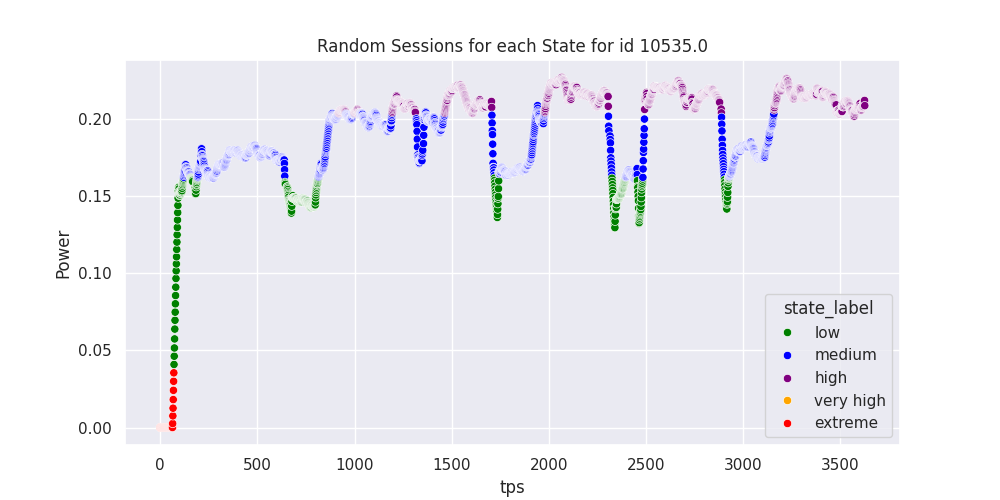 Random Sessions for each State for id 10535.0
Power
0.20
0.15
0.10
0.05
0.00
0 500 1000 1500 2000 2500 3000 3500
tps
state_label
low
medium
high
very high
extreme